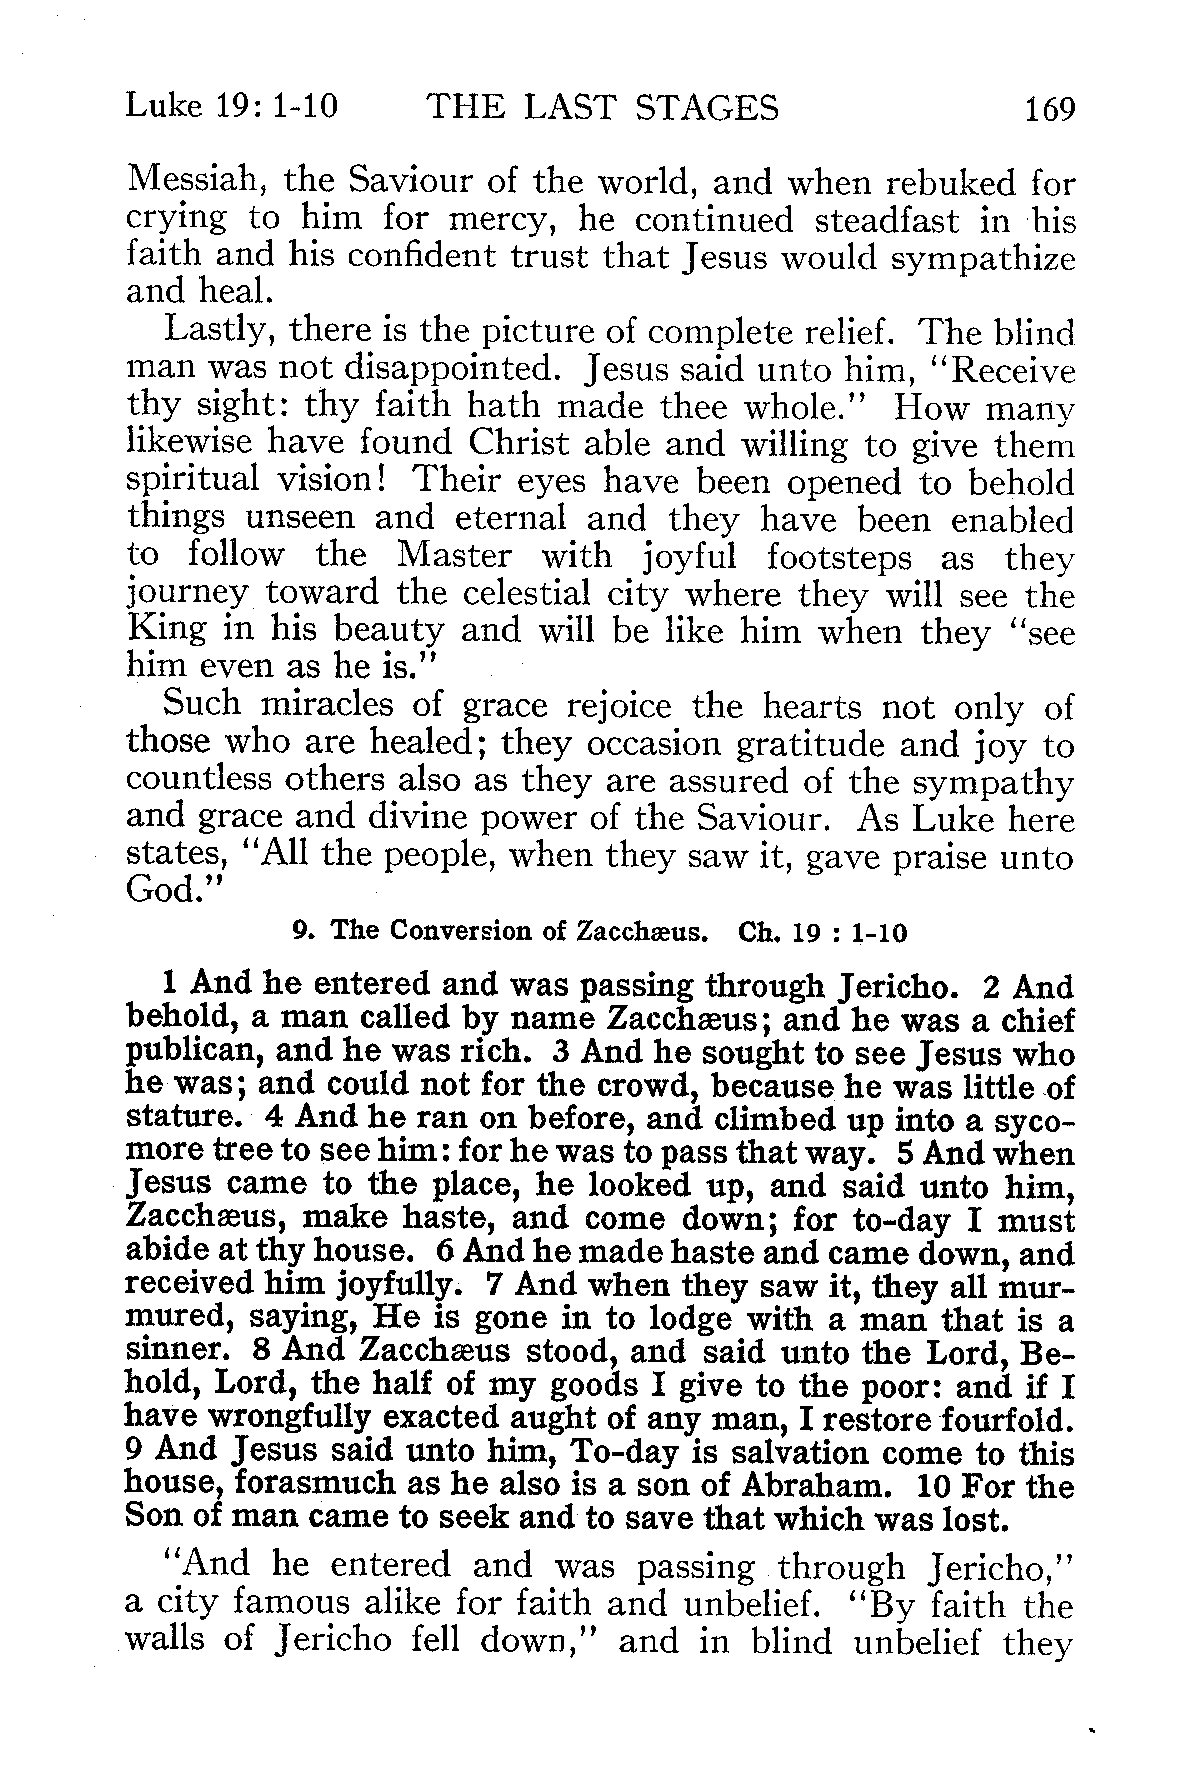 Luke 19: 1-10 THE LAST STAGES 169
Messiah, the Saviour of the world, and when rebuked for
crying to him for mercy, he continued steadfast in his
faith and his confident trust that Jesus would sympathize
and heal.
Lastly, there is the picture of complete relief. The blind
man was not disappointed. Jesus said unto him, "Receive
thy sight: thy faith hath made thee whole." How many
likewise have found Christ able and willing to give them
spiritual vision! Their eyes have been opened to behold
things unseen and eternal and they have been enabled
to follow the Master with joyful footsteps as they
journey toward the celestial city where they will see the
King in his beauty and will be like him when they "see
him even as he is."
Such miracles of grace rejoice the hearts not only of
those who are healed; they occasion gratitude and joy to
countless others also as they are assured of the sympathy
and grace and divine power of the Saviour. As Luke here
states, "All the people, when they saw it, gave praise unto
God."
9. The Conversion of Zacchæus. Ch. 19 : 1-10
1 And he entered and was passing through Jericho. 2 And
behold, a man called by name Zacchæus; and he was a chief
publican, and he was rich. 3 And he sought to see Jesus who
he was; and could not for the crowd, because he was little of
stature. 4 And he ran on before, and climbed up into a syco-
more tree to see him: for he was to pass that way. 5 And when
Jesus came to the place, he looked up, and said unto him,
Zacchæus, make haste, and come down; for to-day I must
abide at thy house. 6 And he made haste and came down, and
received him joyfully. 7 And when they saw it, they all mur-
mured, saying, He is gone in to lodge with a man that is a
sinner. 8 And Zacchæus stood, and said unto the Lord, Be-
hold, Lord, the half of my goods I give to the poor: and if I
have wrongfully exacted aught of any man, I restore fourfold.
9 And Jesus said unto him, To-day is salvation come to this
house, forasmuch as he also is a son of Abraham. 10 For the
Son of man came to seek and to save that which was lost.
"And he entered and was passing through Jericho,"
a city famous alike for faith and unbelief. "By faith the
walls of Jericho fell down," and in blind unbelief they